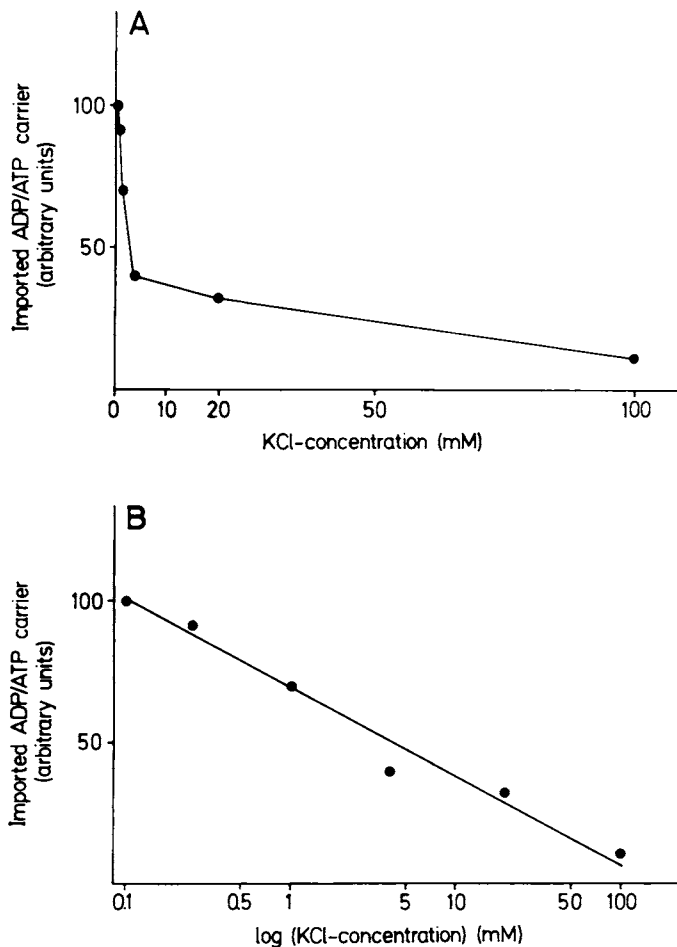 A
Imported ADP/ATP carrier
(arbitrary units)
100
50
0 10 20 50 100
KCl-concentration (mM)
B
Imported ADP/ATP carrier
(arbitrary units)
100
50
0.1 0.5 1 5 10 50 100
log (KCl-concentration) (mM)